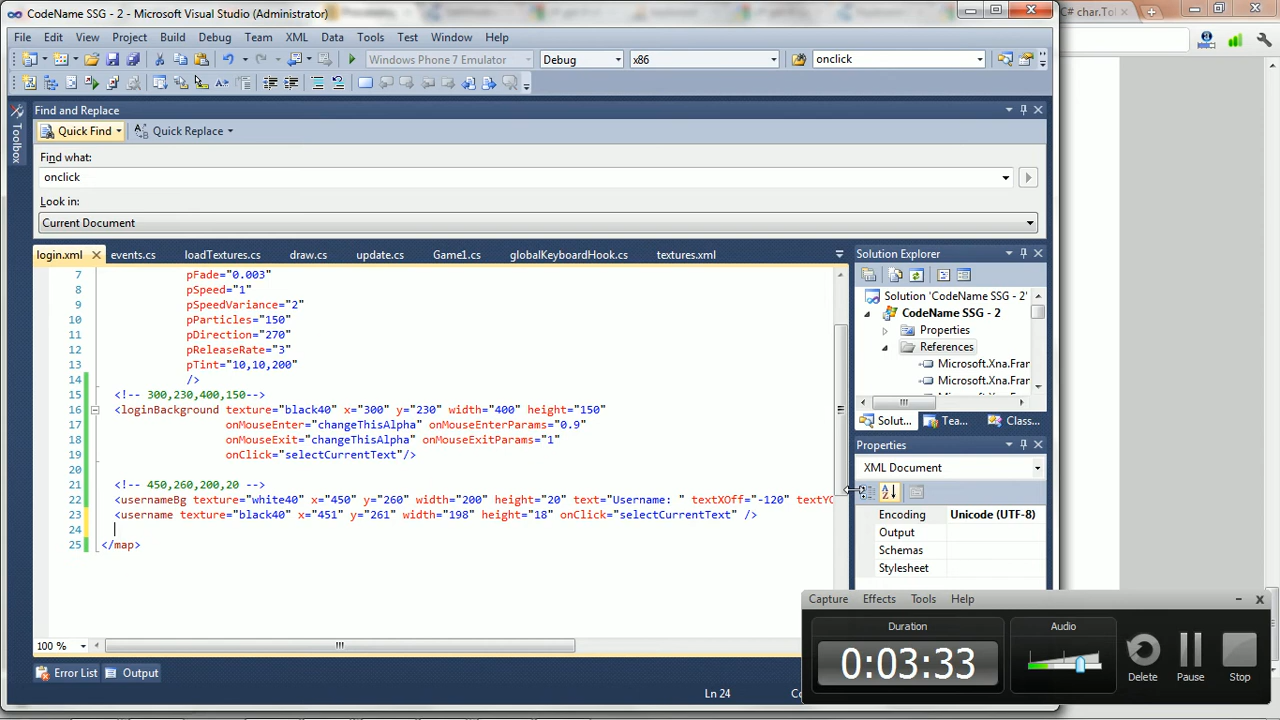 CodeName SSG - 2 - Microsoft Visual Studio (Administrator)
C# char.Tol
File Edit View Project Build Debug Team XML Data Tools Test Window Help
Windows Phone 7 Emulator Debug x86 onclick
Find and Replace
Quick Find Quick Replace
Find what:
onclick
Look in:
Current Document
Toolbox
login.xml events.cs loadTextures.cs draw.cs update.cs Game1.cs globalKeyboardHook.cs textures.xml
7 pFade="0.003"
8 pSpeed="1"
9 pSpeedVariance="2"
10 pParticles="150"
11 pDirection="270"
12 pReleaseRate="3"
13 pTint="10,10,200"
14 />
15 <!-- 300,230,400,150-->
16 <loginBackground texture="black40" x="300" y="230" width="400" height="150"
17 onMouseEnter="changeThisAlpha" onMouseEnterParams="0.9"
18 onMouseExit="changeThisAlpha" onMouseExitParams="1"
19 onClick="selectCurrentText"/>
20
21 <!-- 450,260,200,20 -->
22 <usernameBg texture="white40" x="450" y="260" width="200" height="20" text="Username: " textXOff="-120" textYO
23 <username texture="black40" x="451" y="261" width="198" height="18" onClick="selectCurrentText" />
24
25 </map>
100 %
Error List Output
Ln 24
Solution Explorer
Solution 'CodeName SSG - 2'
CodeName SSG - 2
Properties
References
Microsoft.Xna.Fran
Microsoft.Xna.Fran
Solut... Tea... Class...
Properties
XML Document
Encoding Unicode (UTF-8)
Output
Schemas
Stylesheet
Capture Effects Tools Help
Duration
0:03:33
Audio
Delete Pause Stop